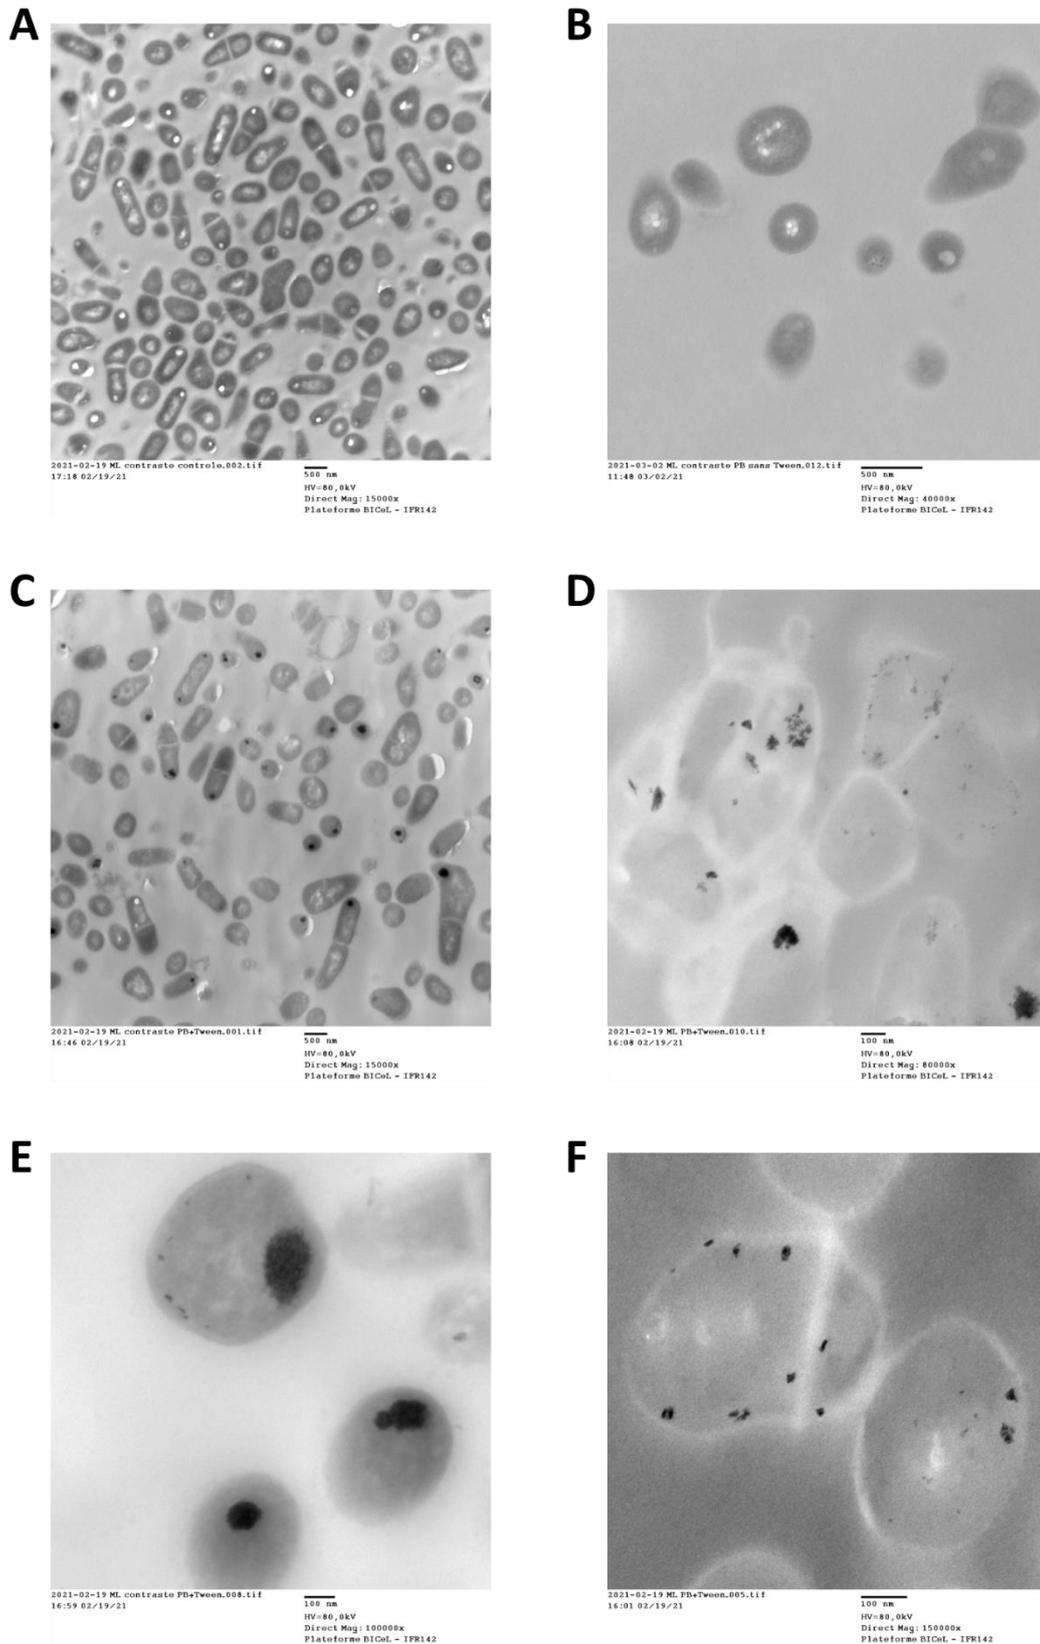 A
2021-02-19 ML contraste controle.002.tif
17:18 02/19/21
500 nm
HV=80,0kV
Direct Mag: 15000x
Plateforme BICeL - IFR142
B
2021-03-02 ML contraste PB sans Tween.012.tif
11:48 03/02/21
500 nm
HV=80,0kV
Direct Mag: 40000x
Plateforme BICeL - IFR142
C
2021-02-19 ML contraste PB+Tween.001.tif
16:46 02/19/21
500 nm
HV=80,0kV
Direct Mag: 15000x
Plateforme BICeL - IFR142
D
2021-02-19 ML PB+Tween.010.tif
16:08 02/19/21
100 nm
HV=80,0kV
Direct Mag: 80000x
Plateforme BICeL - IFR142
E
2021-02-19 ML contraste PB+Tween.008.tif
16:59 02/19/21
100 nm
HV=80,0kV
Direct Mag: 100000x
Plateforme BICeL - IFR142
F
2021-02-19 ML PB+Tween.005.tif
16:01 02/19/21
100 nm
HV=80,0kV
Direct Mag: 150000x
Plateforme BICeL - IFR142